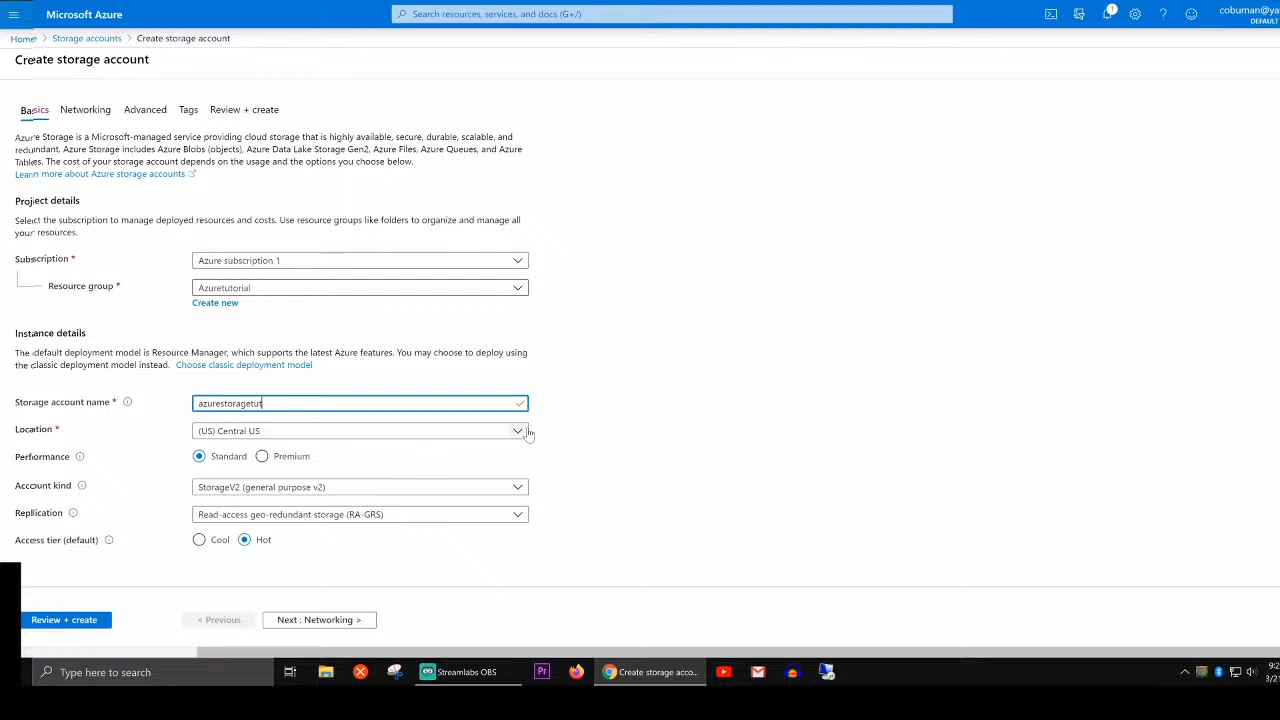 Microsoft Azure
Search resources, services, and docs (G+/)
1
cobuman@ya
DEFAULT
Home > Storage accounts > Create storage account
Create storage account
Basics Networking Advanced Tags Review + create
Azure Storage is a Microsoft-managed service providing cloud storage that is highly available, secure, durable, scalable, and
redundant. Azure Storage includes Azure Blobs (objects), Azure Data Lake Storage Gen2, Azure Files, Azure Queues, and Azure
Tables. The cost of your storage account depends on the usage and the options you choose below.
Learn more about Azure storage accounts
Project details
Select the subscription to manage deployed resources and costs. Use resource groups like folders to organize and manage all
your resources.
Subscription * Azure subscription 1
Resource group * Azuretutorial
Create new
Instance details
The default deployment model is Resource Manager, which supports the latest Azure features. You may choose to deploy using
the classic deployment model instead. Choose classic deployment model
Storage account name * azurestoragetut
Location * (US) Central US
Performance Standard Premium
Account kind StorageV2 (general purpose v2)
Replication Read-access geo-redundant storage (RA-GRS)
Access tier (default) Cool Hot
Review + create < Previous Next : Networking >
Type here to search Streamlabs OBS Pr Create storage acco... 9:2
3/21